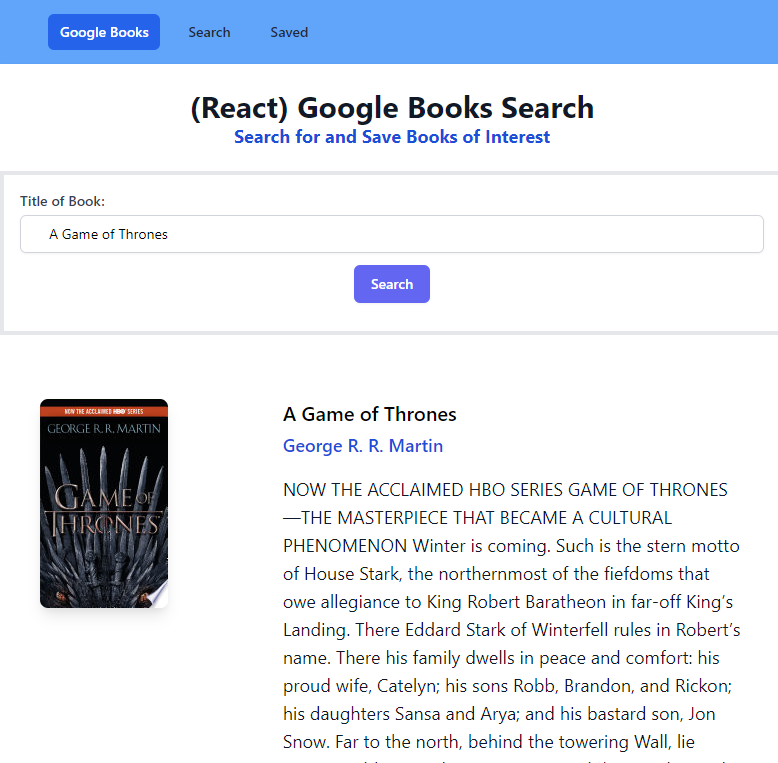 Google Books Search Saved
(React) Google Books Search
Search for and Save Books of Interest
Title of Book:
A Game of Thrones
Search
NOW THE ACCLAIMED HBO SERIES
GEORGE R. R. MARTIN
GAME OF
THRONES
A Game of Thrones
George R. R. Martin
NOW THE ACCLAIMED HBO SERIES GAME OF THRONES
—THE MASTERPIECE THAT BECAME A CULTURAL
PHENOMENON Winter is coming. Such is the stern motto
of House Stark, the northernmost of the fiefdoms that
owe allegiance to King Robert Baratheon in far-off King’s
Landing. There Eddard Stark of Winterfell rules in Robert’s
name. There his family dwells in peace and comfort: his
proud wife, Catelyn; his sons Robb, Brandon, and Rickon;
his daughters Sansa and Arya; and his bastard son, Jon
Snow. Far to the north, behind the towering Wall, lie